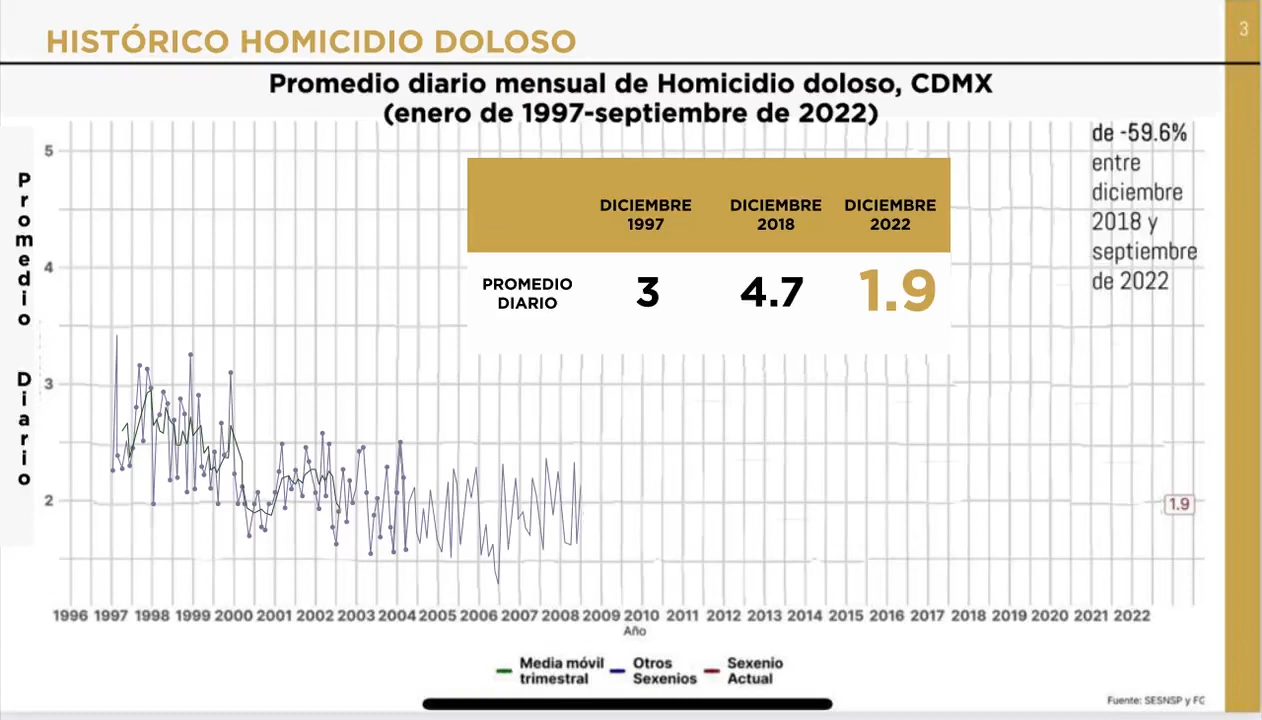 HISTÓRICO HOMICIDIO DOLOSO
3
Promedio diario mensual de Homicidio doloso, CDMX
(enero de 1997-septiembre de 2022)
de -59.6%
entre
diciembre
2018 y
septiembre
de 2022
Promedio Diario
5
4
3
2
DICIEMBRE 1997
DICIEMBRE 2018
DICIEMBRE 2022
PROMEDIO DIARIO
3
4.7
1.9
1.9
1996 1997 1998 1999 2000 2001 2002 2003 2004 2005 2006 2007 2008 2009 2010 2011 2012 2013 2014 2015 2016 2017 2018 2019 2020 2021 2022
Año
Media móvil trimestral
Otros Sexenios
Sexenio Actual
Fuente: SESNSP y FG